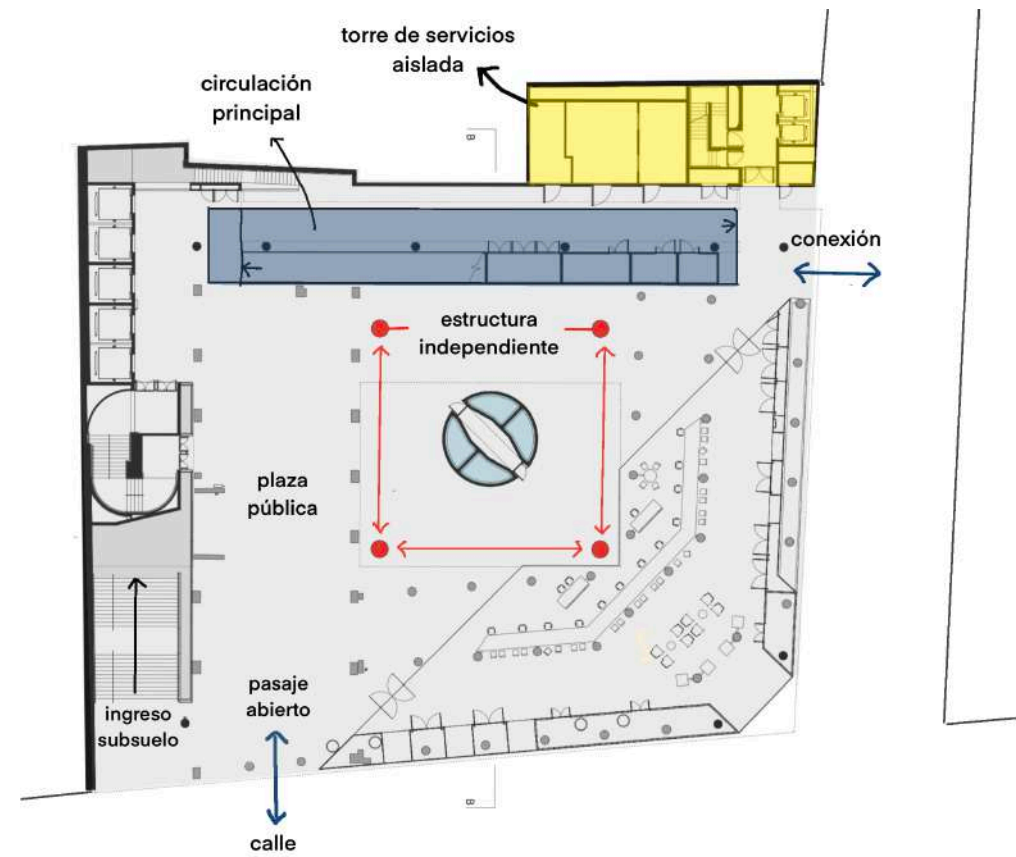 torre de servicios
aislada
circulación
principal
B
conexión
estructura
independiente
plaza
pública
pasaje
abierto
ingreso
subsuelo
B
calle